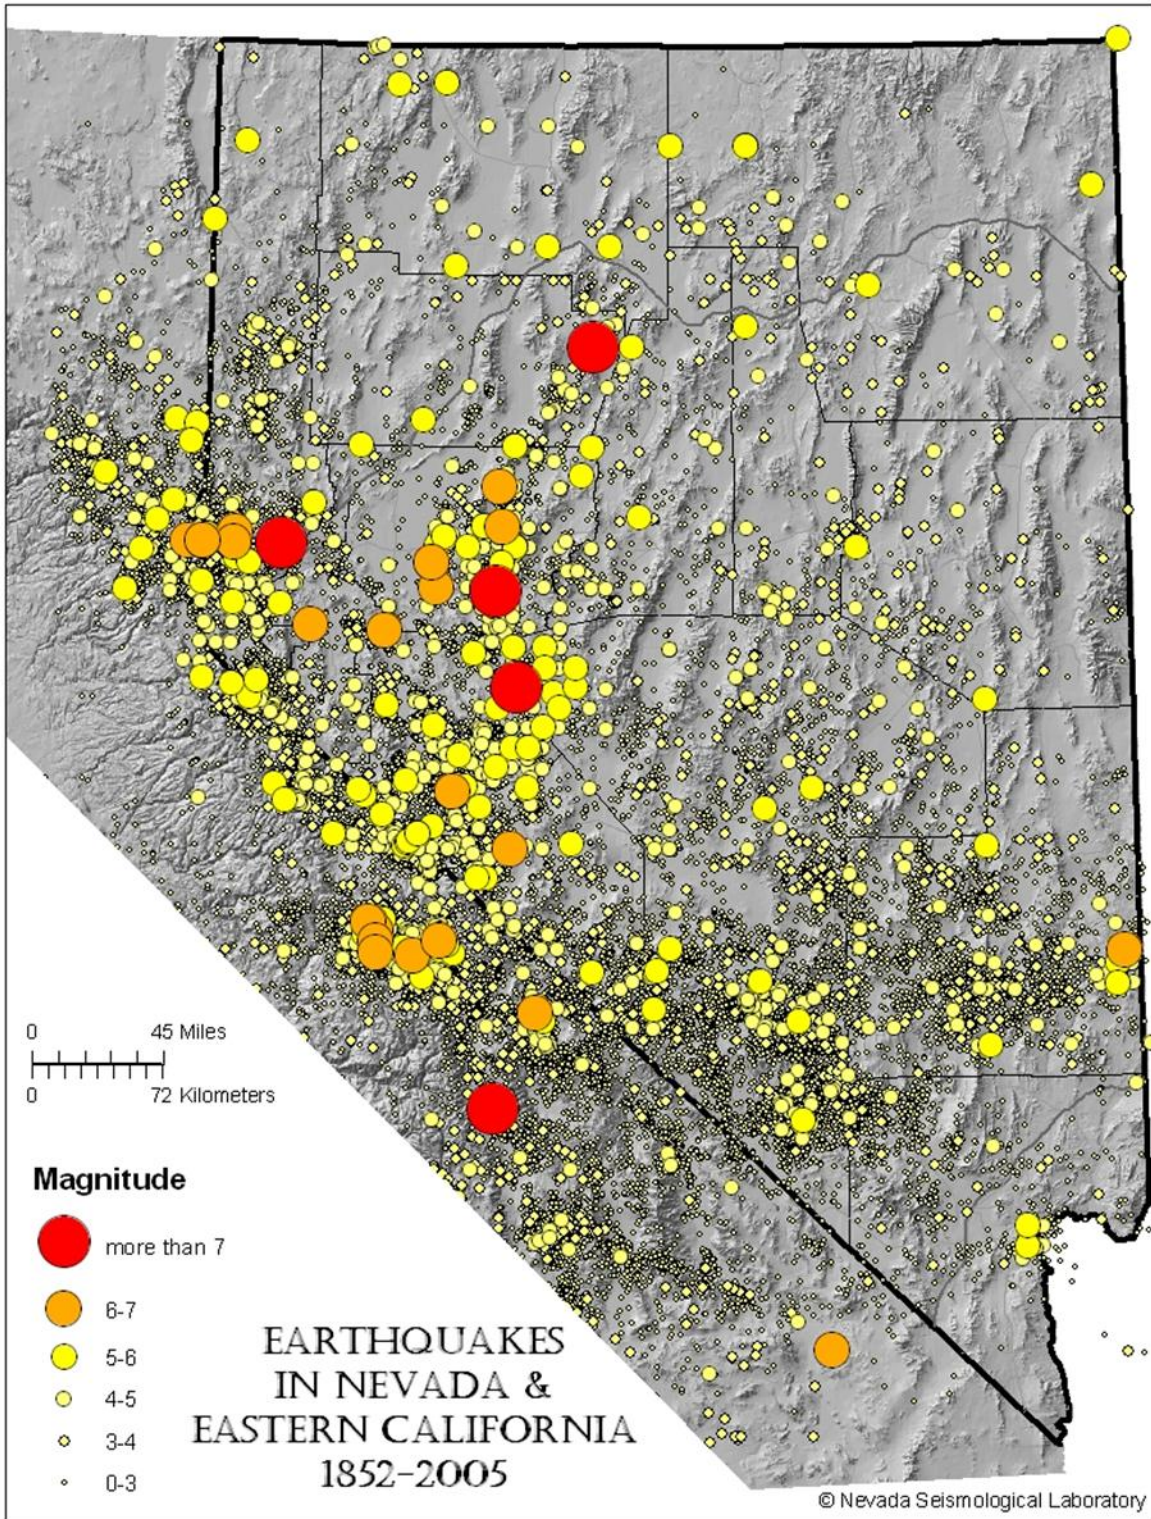 0 45 Miles
0 72 Kilometers
Magnitude
more than 7
6-7
5-6
4-5
3-4
0-3
EARTHQUAKES
IN NEVADA &
EASTERN CALIFORNIA
1852-2005
© Nevada Seismological Laboratory